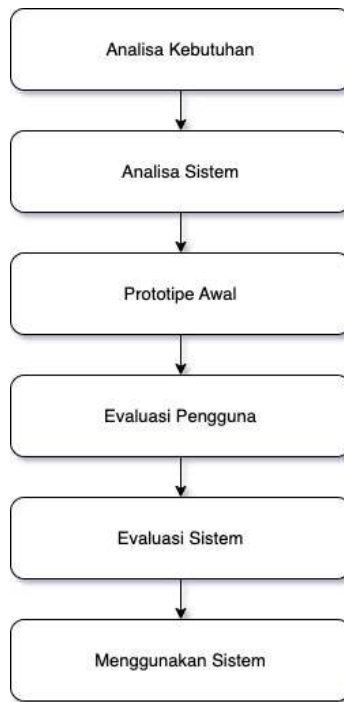 Analisa Kebutuhan
Analisa Sistem
Prototipe Awal
Evaluasi Pengguna
Evaluasi Sistem
Menggunakan Sistem